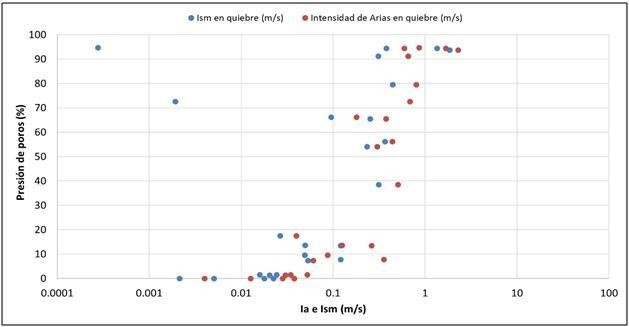 Ism en quiebre (m/s) Intensidad de Arias en quiebre (m/s)
100
90
80
70
60
50
40
30
20
10
0
Presión de poros (%)
0.0001 0.001 0.01 0.1 1 10 100
Ia e Ism (m/s)